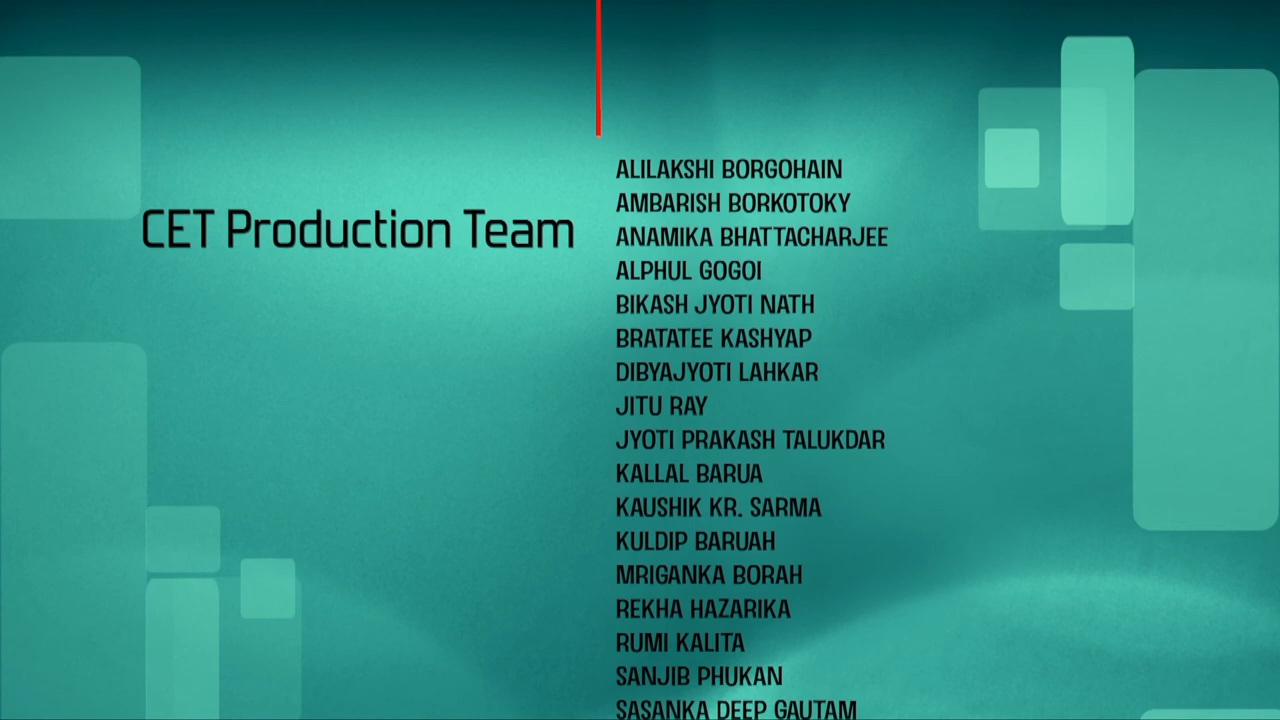 CET Production Team
ALILAKSHI BORGOHAIN
AMBARISH BORKOTOKY
ANAMIKA BHATTACHARJEE
ALPHUL GOGOI
BIKASH JYOTI NATH
BRATATEE KASHYAP
DIBYAJYOTI LAHKAR
JITU RAY
JYOTI PRAKASH TALUKDAR
KALLAL BARUA
KAUSHIK KR. SARMA
KULDIP BARUAH
MRIGANKA BORAH
REKHA HAZARIKA
RUMI KALITA
SANJIB PHUKAN
SASANKA DEEP GAUTAM